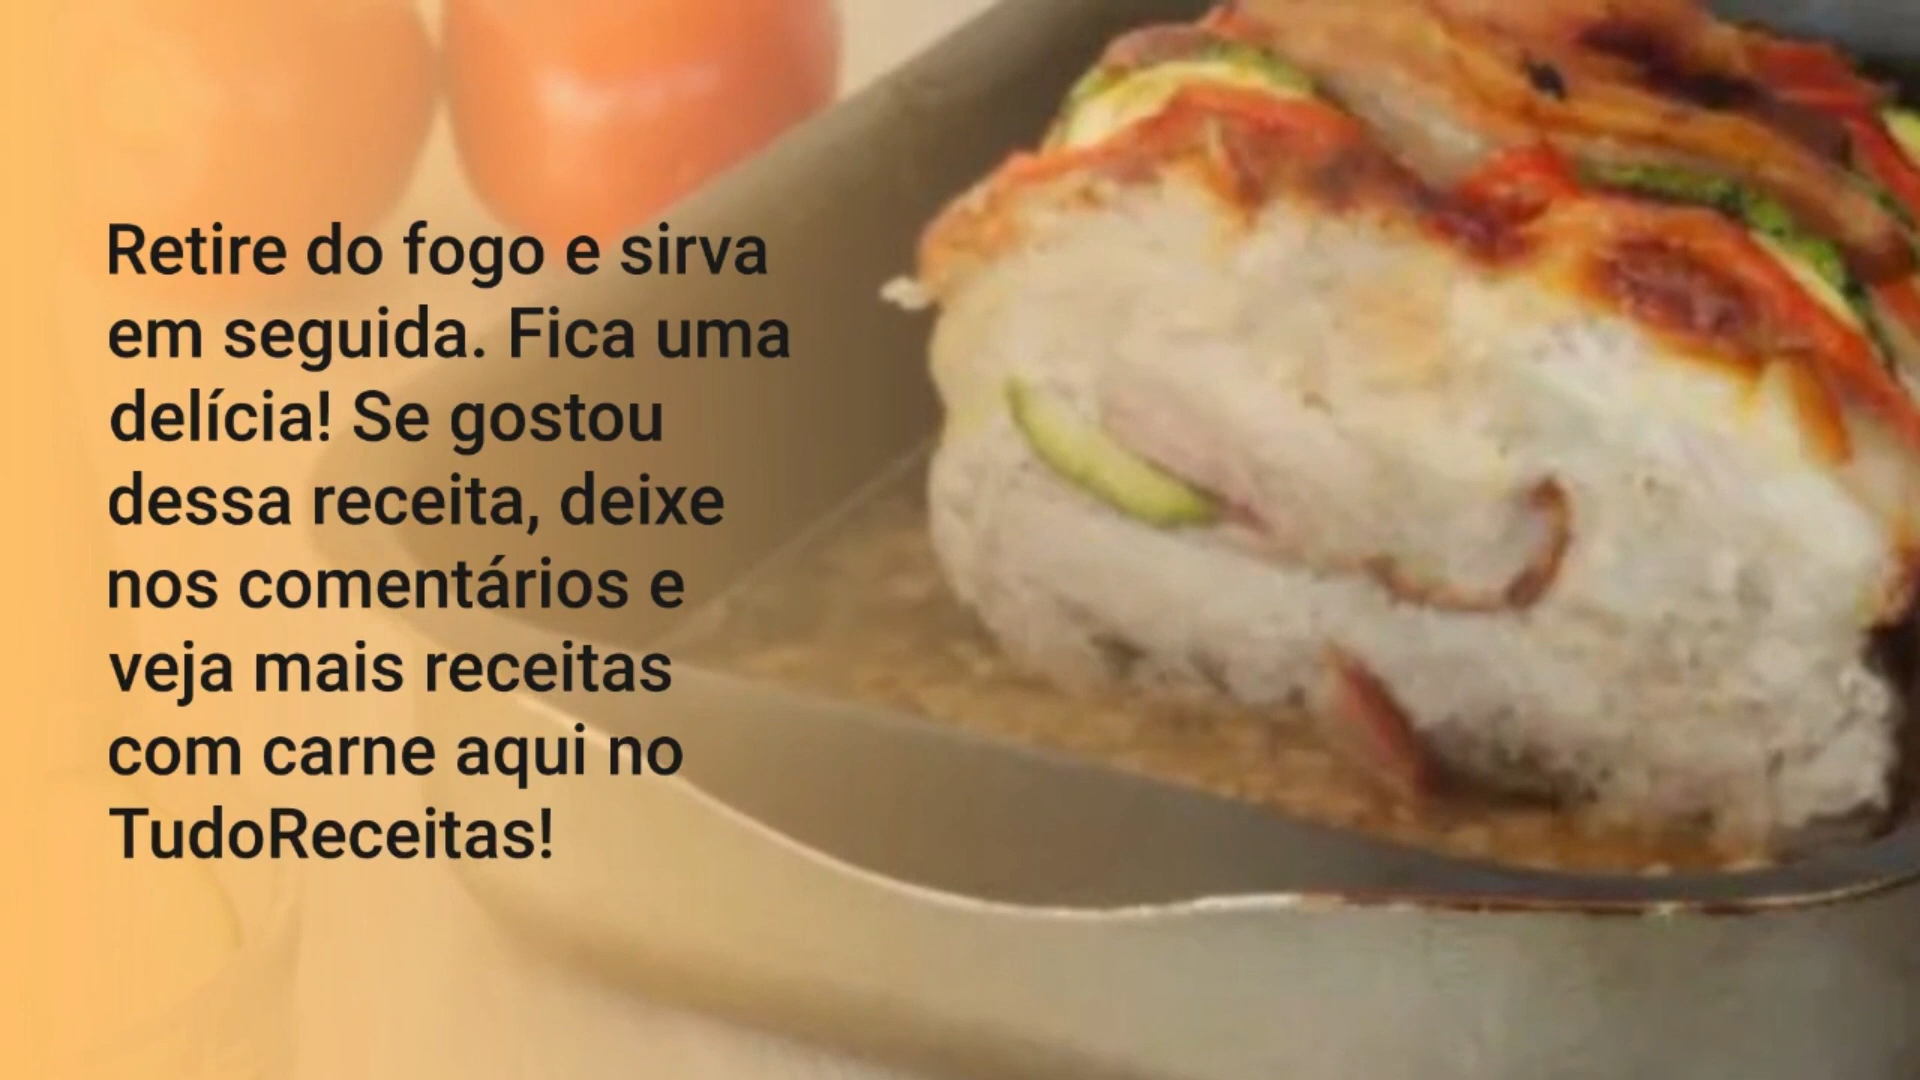 Retire do fogo e sirva
em seguida. Fica uma
delícia! Se gostou
dessa receita, deixe
nos comentários e
veja mais receitas
com carne aqui no
TudoReceitas!